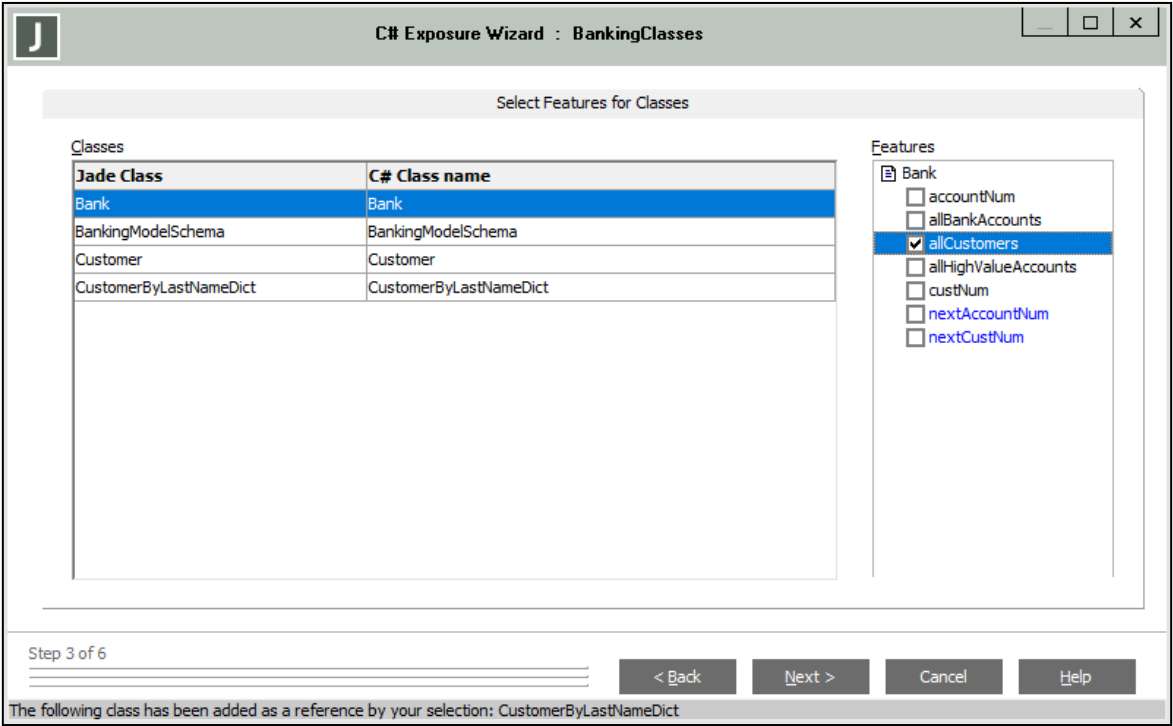 J
C# Exposure Wizard : BankingClasses
Select Features for Classes
Classes
Features
Jade Class C# Class name
Bank Bank
BankingModelSchema BankingModelSchema
Customer Customer
CustomerByLastNameDict CustomerByLastNameDict
Bank
accountNum
allBankAccounts
allCustomers
allHighValueAccounts
custNum
nextAccountNum
nextCustNum
Step 3 of 6
< Back
Next >
Cancel
Help
The following class has been added as a reference by your selection: CustomerByLastNameDict